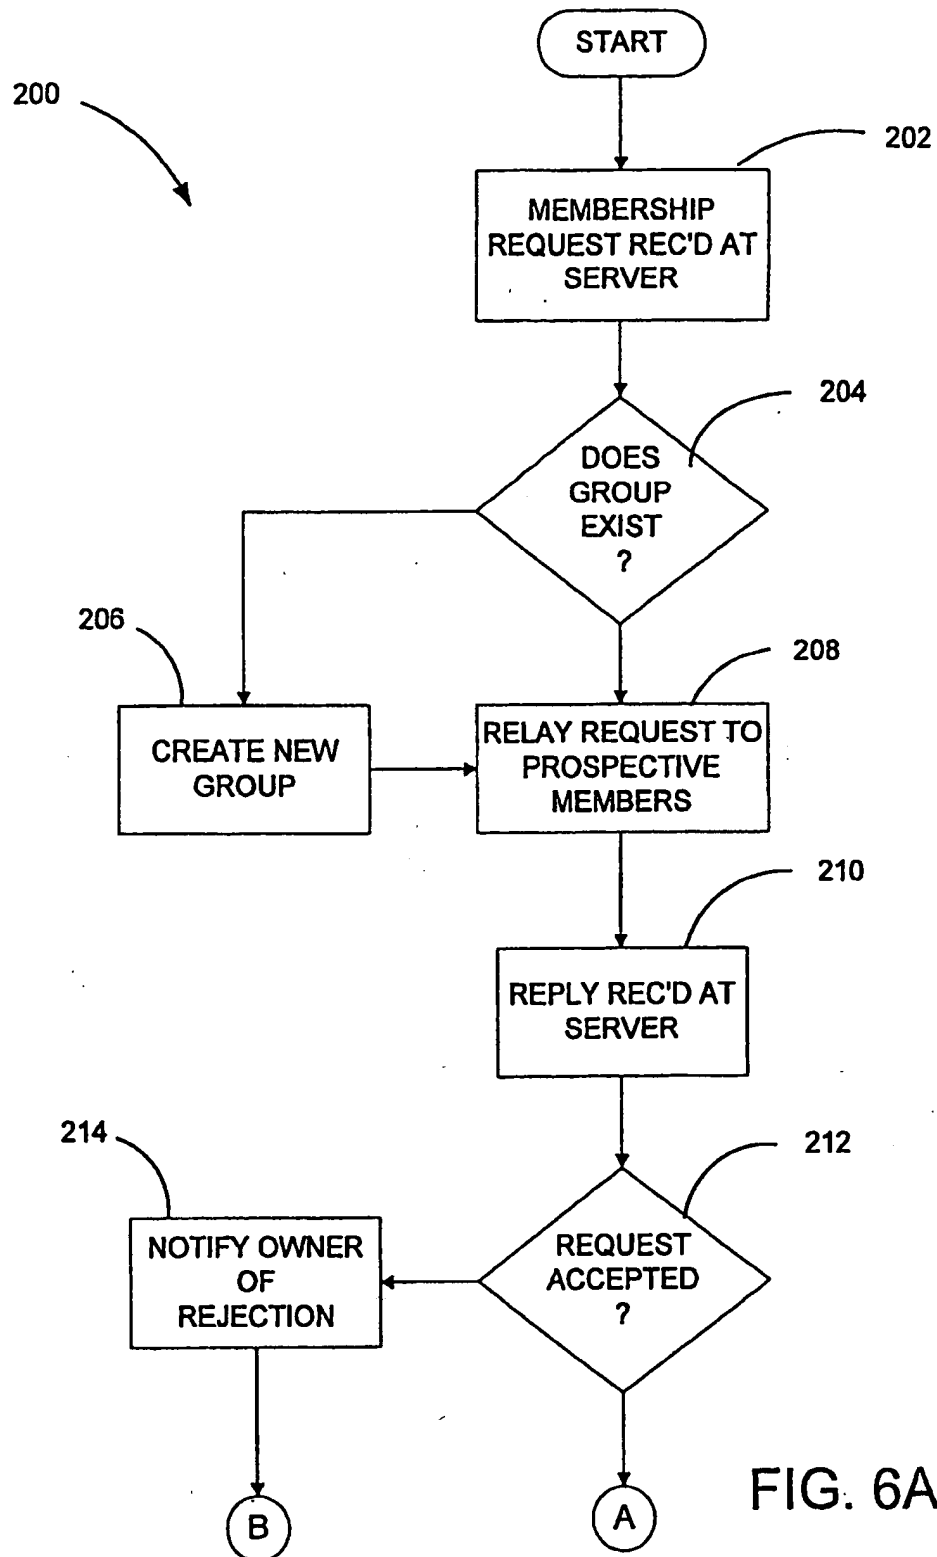 START
200
202
MEMBERSHIP
REQUEST REC'D AT
SERVER
204
DOES
GROUP
EXIST
?
206
208
CREATE NEW
GROUP
RELAY REQUEST TO
PROSPECTIVE
MEMBERS
210
REPLY REC'D AT
SERVER
214
212
NOTIFY OWNER
OF
REJECTION
REQUEST
ACCEPTED
?
B
A
FIG. 6A